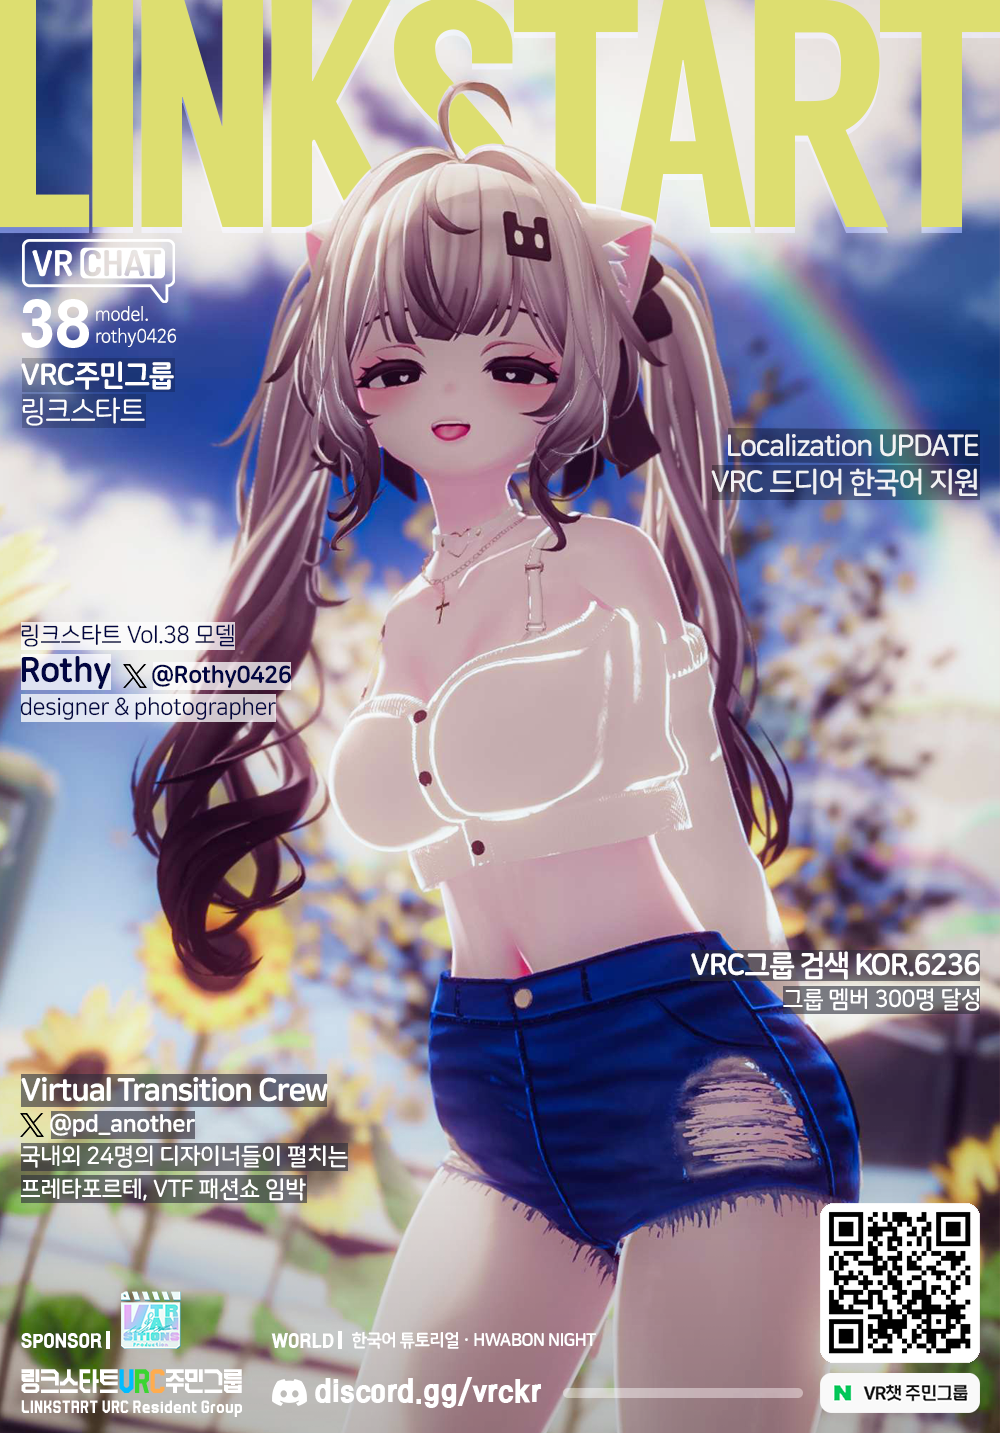 LINKSTART
VR CHAT
38 model.
rothy0426
VRC주민그룹
링크스타트
Localization UPDATE
VRC 드디어 한국어 지원
링크스타트 Vol.38 모델
Rothy X @Rothy0426
designer & photographer
VRC그룹 검색 KOR.6236
그룹 멤버 300명 달성
Virtual Transition Crew
X @pd_another
국내외 24명의 디자이너들이 펼치는
프레타포르테, VTF 패션쇼 임박
SPONSOR | V TRAN
SITIONS
Production
WORLD | 한국어 튜토리얼 · HWABON NIGHT
링크스타트VRC주민그룹
LINKSTART VRC Resident Group
discord.gg/vrckr
N VR챗 주민그룹